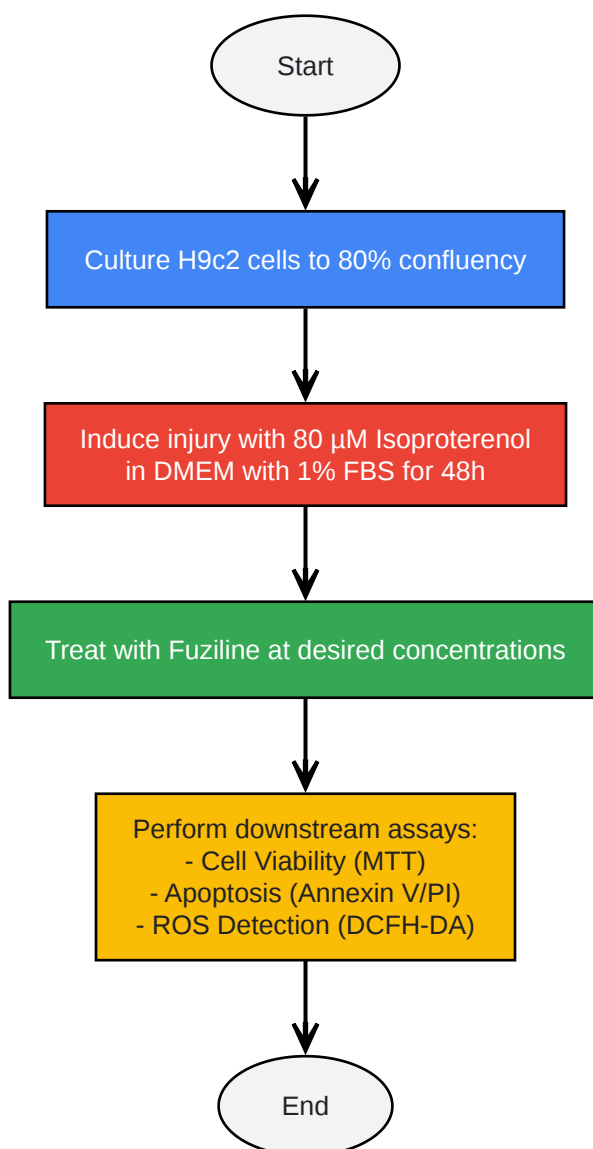 Start
Culture H9c2 cells to 80% confluency
Induce injury with 80 µM Isoproterenol
in DMEM with 1% FBS for 48h
Treat with Fuziline at desired concentrations
Perform downstream assays:
- Cell Viability (MTT)
- Apoptosis (Annexin V/PI)
- ROS Detection (DCFH-DA)
End